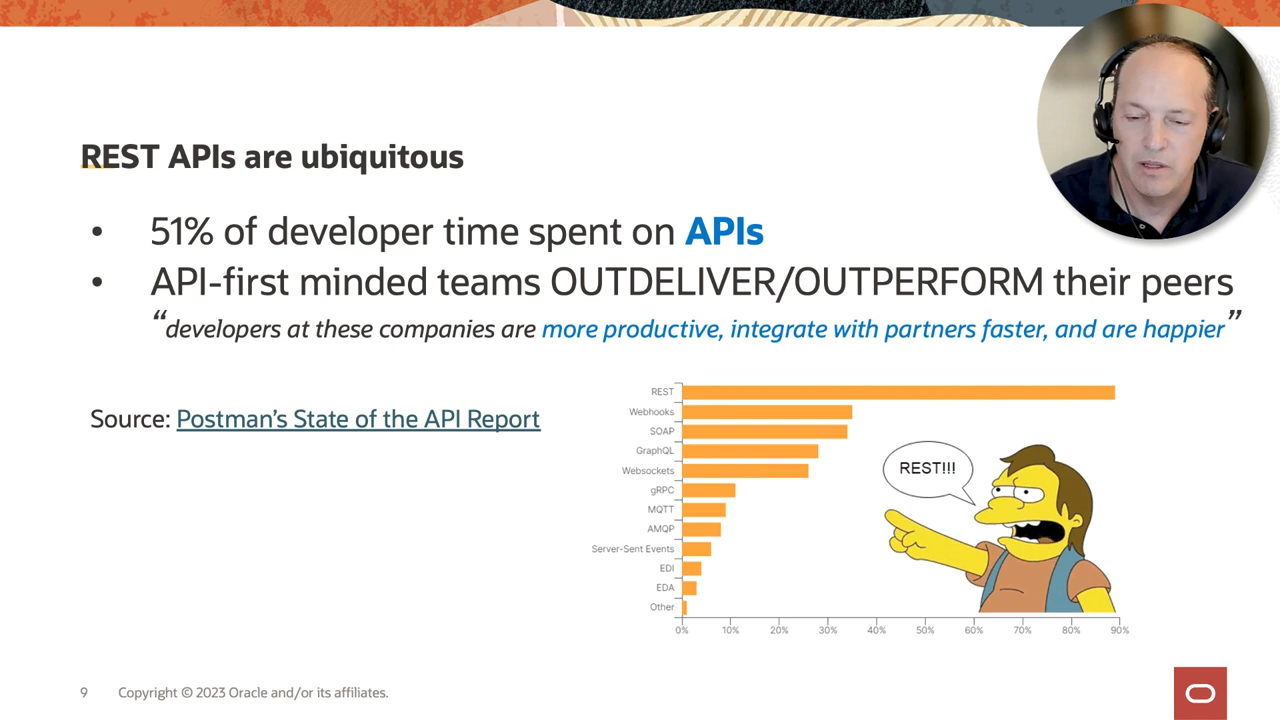 REST APIs are ubiquitous
• 51% of developer time spent on APIs
• API-first minded teams OUTDELIVER/OUTPERFORM their peers
“developers at these companies are more productive, integrate with partners faster, and are happier”
Source: Postman’s State of the API Report
REST
Webhooks
SOAP
GraphQL
Websockets
gRPC
MQTT
AMQP
Server-Sent Events
EDI
EDA
Other
0% 10% 20% 30% 40% 50% 60% 70% 80% 90%
REST!!!
9 Copyright © 2023 Oracle and/or its affiliates.